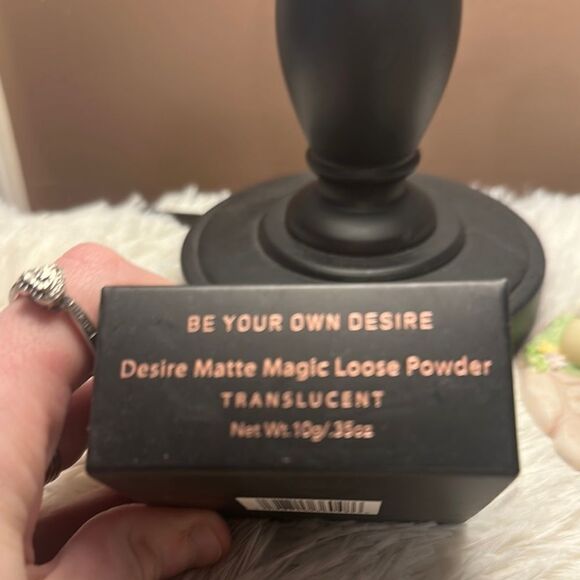 BE YOUR OWN DESIRE
Desire Matte Magic Loose Powder
TRANSLUCENT
Net Wt.10g/.35oz